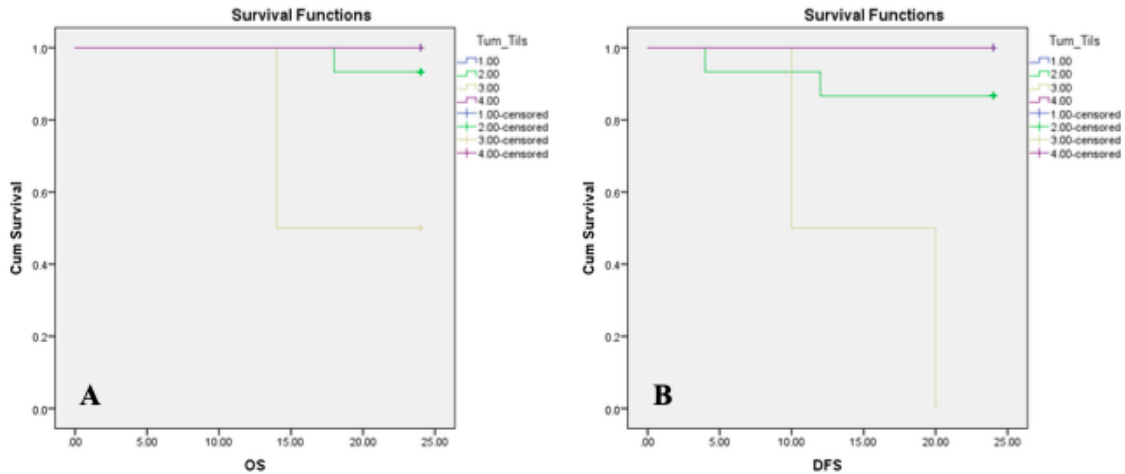 Survival Functions
Tum_Tils
1.00
2.00
3.00
4.00
1.00-censored
2.00-censored
3.00-censored
4.00-censored
1.0
0.8
0.6
0.4
0.2
0.0
Cum Survival
A
.00 5.00 10.00 15.00 20.00 25.00
OS
Survival Functions
Tum_Tils
1.00
2.00
3.00
4.00
1.00-censored
2.00-censored
3.00-censored
4.00-censored
1.0
0.8
0.6
0.4
0.2
0.0
Cum Survival
B
.00 5.00 10.00 15.00 20.00 25.00
DFS